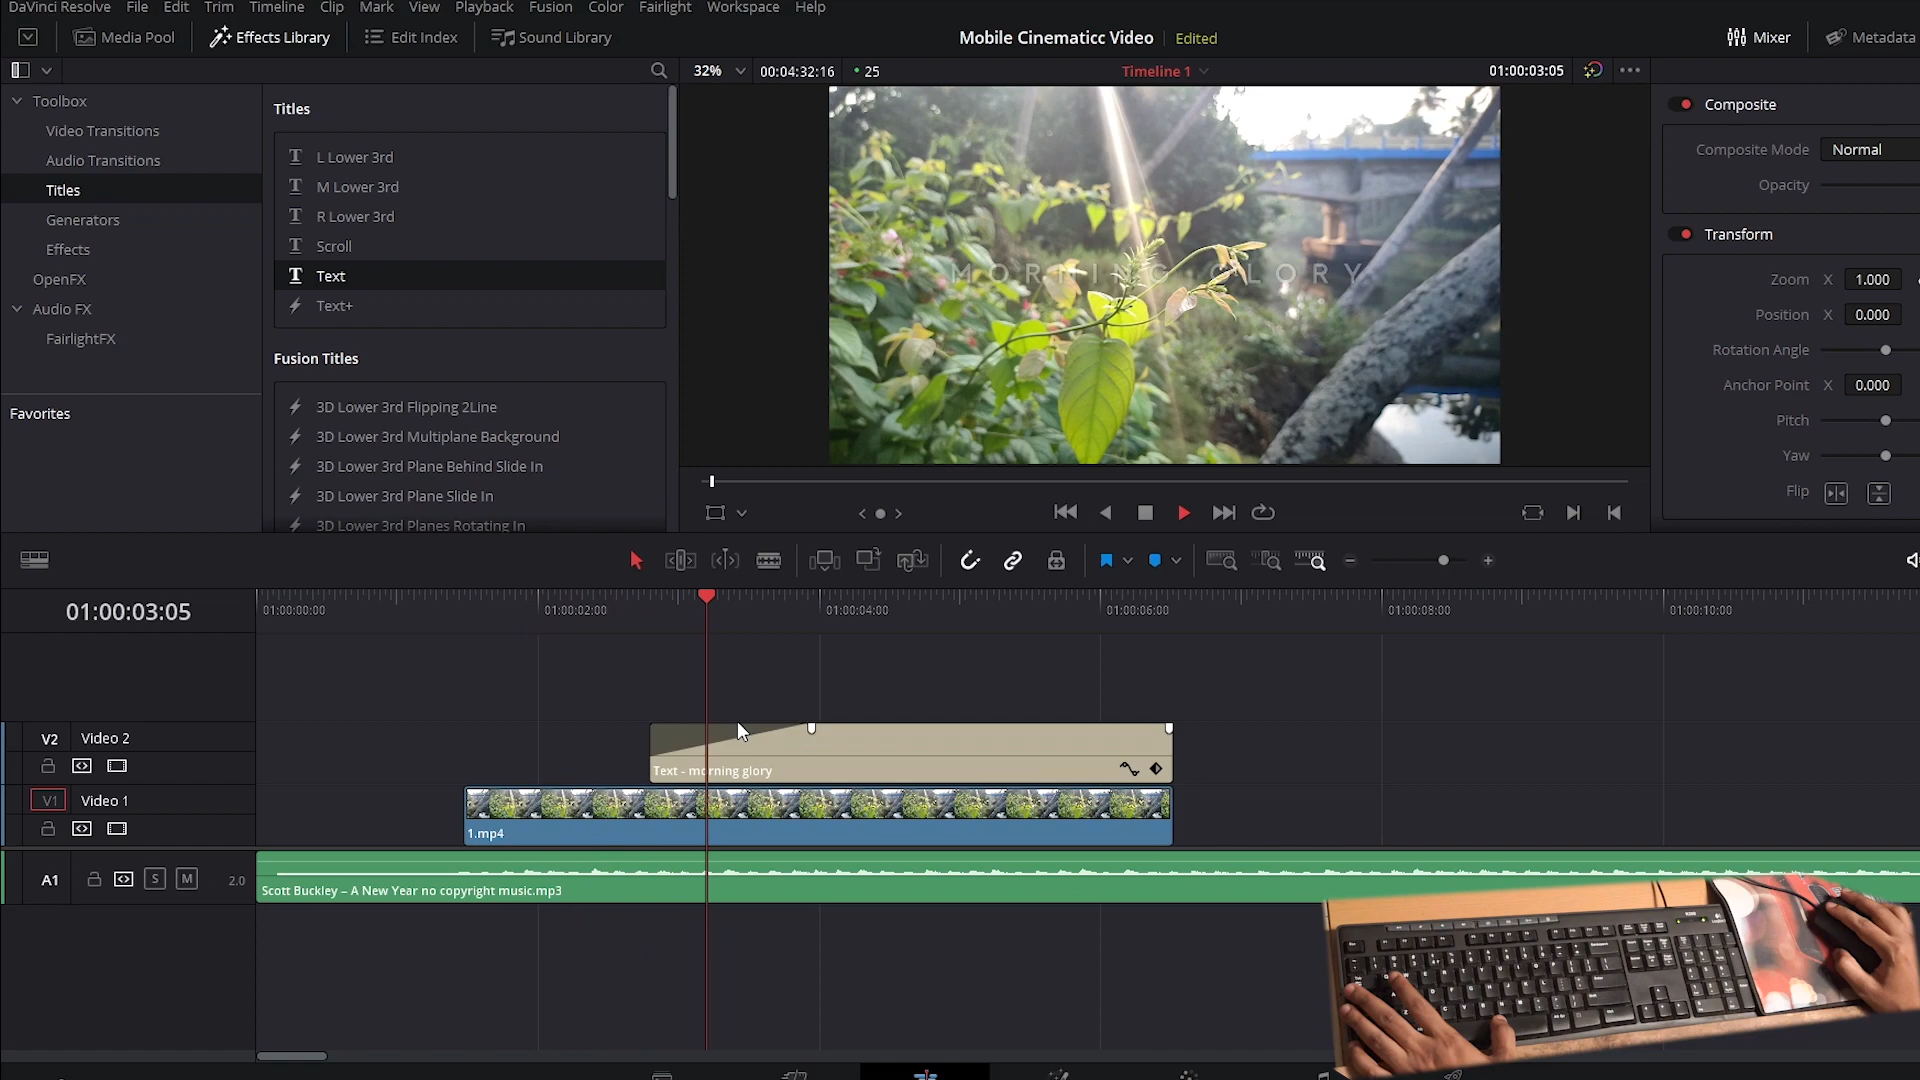 DaVinci Resolve File Edit Trim Timeline Clip Mark View Playback Fusion Color Fairlight Workspace Help
Media Pool Effects Library Edit Index Sound Library Mobile Cinematicc Video Edited Mixer Metadata
32% 00:04:32:16 25 Timeline 1 01:00:03:05
Toolbox
Video Transitions
Audio Transitions
Titles
Generators
Effects
OpenFX
Audio FX
FairlightFX
Favorites
Titles
L Lower 3rd
M Lower 3rd
R Lower 3rd
Scroll
Text
Text+
Fusion Titles
3D Lower 3rd Flipping 2Line
3D Lower 3rd Multiplane Background
3D Lower 3rd Plane Behind Slide In
3D Lower 3rd Plane Slide In
3D Lower 3rd Planes Rotating In
MORNING GLORY
Composite
Composite Mode Normal
Opacity
Transform
Zoom X 1.000
Position X 0.000
Rotation Angle
Anchor Point X 0.000
Pitch
Yaw
Flip
01:00:03:05
01:00:00:00 01:00:02:00 01:00:04:00 01:00:06:00 01:00:08:00 01:00:10:00
V2 Video 2
Text - morning glory
V1 Video 1
1.mp4
A1 S M 2.0
Scott Buckley – A New Year no copyright music.mp3